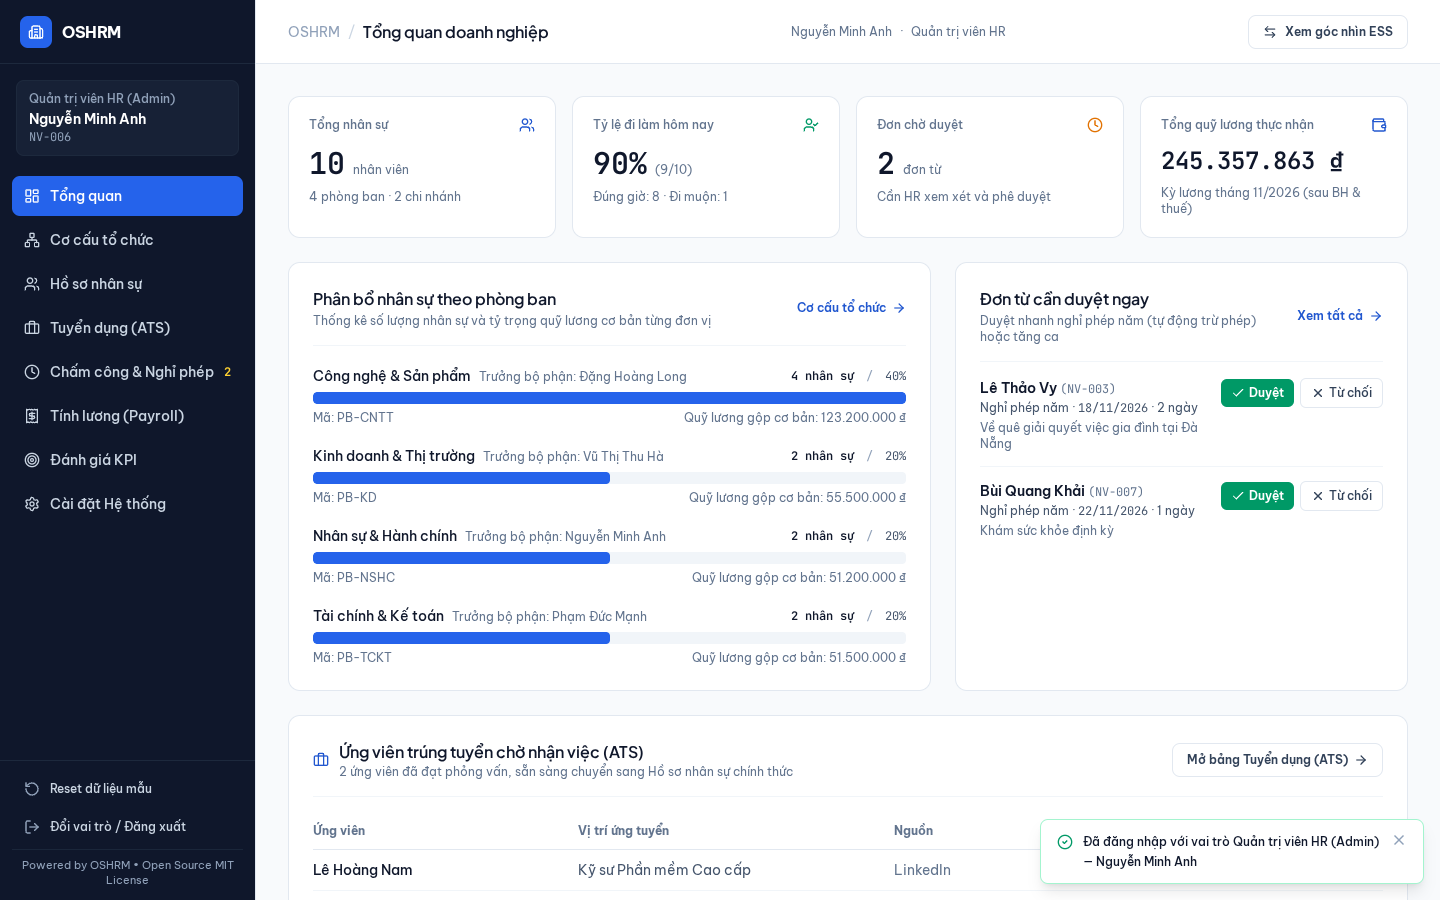 OSHRM
Quản trị viên HR (Admin)
Nguyễn Minh Anh
NV-006
Tổng quan
Cơ cấu tổ chức
Hồ sơ nhân sự
Tuyển dụng (ATS)
Chấm công & Nghỉ phép 2
Tính lương (Payroll)
Đánh giá KPI
Cài đặt Hệ thống
Reset dữ liệu mẫu
Đổi vai trò / Đăng xuất
Powered by OSHRM • Open Source MIT
License
OSHRM / Tổng quan doanh nghiệp
Nguyễn Minh Anh · Quản trị viên HR
Xem góc nhìn ESS
Tổng nhân sự
10 nhân viên
4 phòng ban · 2 chi nhánh
Tỷ lệ đi làm hôm nay
90% (9/10)
Đúng giờ: 8 · Đi muộn: 1
Đơn chờ duyệt
2 đơn từ
Cần HR xem xét và phê duyệt
Tổng quỹ lương thực nhận
245.357.863 ₫
Kỳ lương tháng 11/2026 (sau BH &
thuế)
Phân bổ nhân sự theo phòng ban
Thống kê số lượng nhân sự và tỷ trọng quỹ lương cơ bản từng đơn vị
Cơ cấu tổ chức
Công nghệ & Sản phẩm Trưởng bộ phận: Đặng Hoàng Long 4 nhân sự / 40%
Mã: PB-CNTT Quỹ lương gộp cơ bản: 123.200.000 ₫
Kinh doanh & Thị trường Trưởng bộ phận: Vũ Thị Thu Hà 2 nhân sự / 20%
Mã: PB-KD Quỹ lương gộp cơ bản: 55.500.000 ₫
Nhân sự & Hành chính Trưởng bộ phận: Nguyễn Minh Anh 2 nhân sự / 20%
Mã: PB-NSHC Quỹ lương gộp cơ bản: 51.200.000 ₫
Tài chính & Kế toán Trưởng bộ phận: Phạm Đức Mạnh 2 nhân sự / 20%
Mã: PB-TCKT Quỹ lương gộp cơ bản: 51.500.000 ₫
Đơn từ cần duyệt ngay
Duyệt nhanh nghỉ phép năm (tự động trừ phép)
hoặc tăng ca
Xem tất cả
Lê Thảo Vy (NV-003)
Nghỉ phép năm · 18/11/2026 · 2 ngày
Về quê giải quyết việc gia đình tại Đà
Nẵng
Duyệt Từ chối
Bùi Quang Khải (NV-007)
Nghỉ phép năm · 22/11/2026 · 1 ngày
Khám sức khỏe định kỳ
Duyệt Từ chối
Ứng viên trúng tuyển chờ nhận việc (ATS)
2 ứng viên đã đạt phỏng vấn, sẵn sàng chuyển sang Hồ sơ nhân sự chính thức
Mở bảng Tuyển dụng (ATS)
Ứng viên Vị trí ứng tuyển Nguồn
Lê Hoàng Nam Kỹ sư Phần mềm Cao cấp LinkedIn
Đã đăng nhập với vai trò Quản trị viên HR (Admin)
— Nguyễn Minh Anh